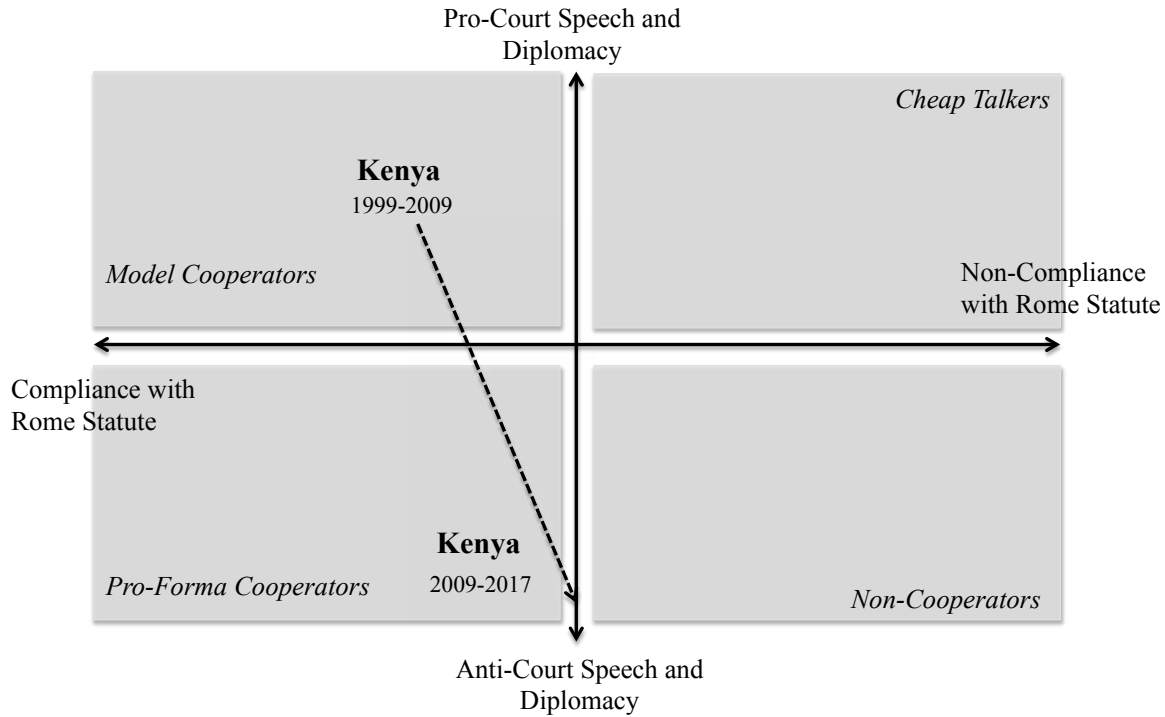 Pro-Court Speech and
Diplomacy
Cheap Talkers
Kenya
1999-2009
Model Cooperators
Non-Compliance
with Rome Statute
Compliance with
Rome Statute
Kenya
2009-2017
Pro-Forma Cooperators
Non-Cooperators
Anti-Court Speech and
Diplomacy